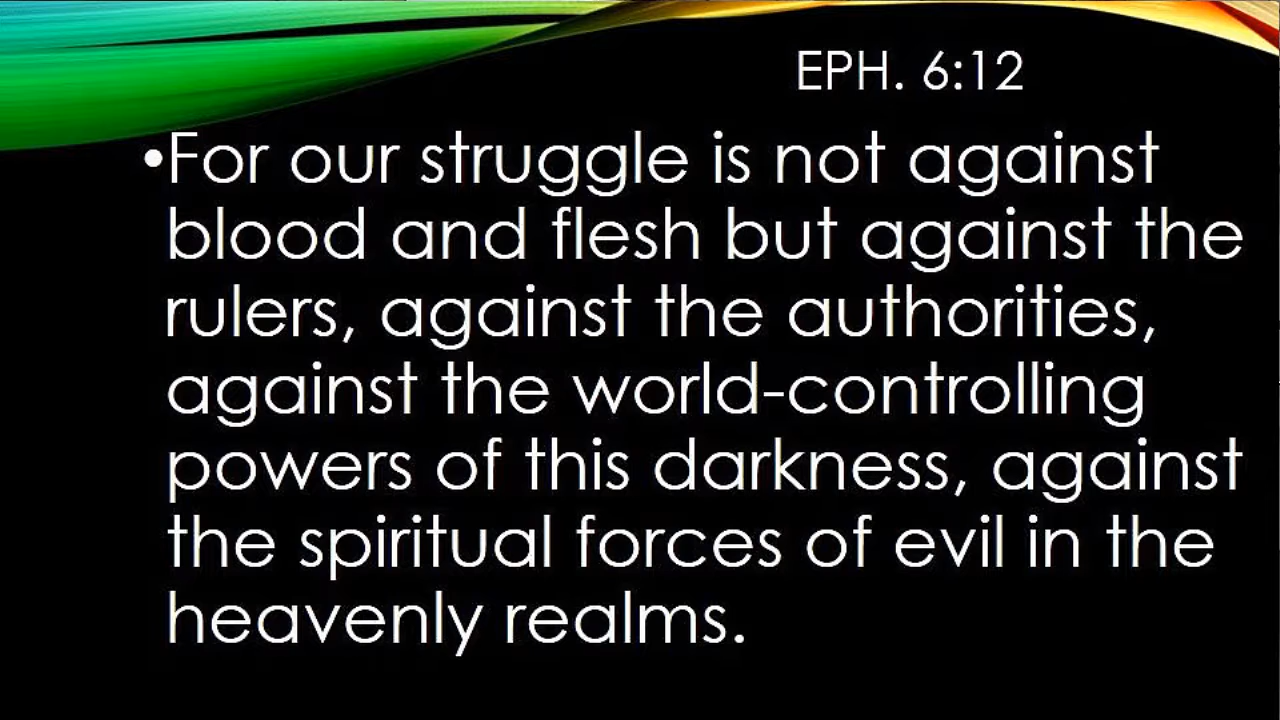 EPH. 6:12
•For our struggle is not against
blood and flesh but against the
rulers, against the authorities,
against the world-controlling
powers of this darkness, against
the spiritual forces of evil in the
heavenly realms.